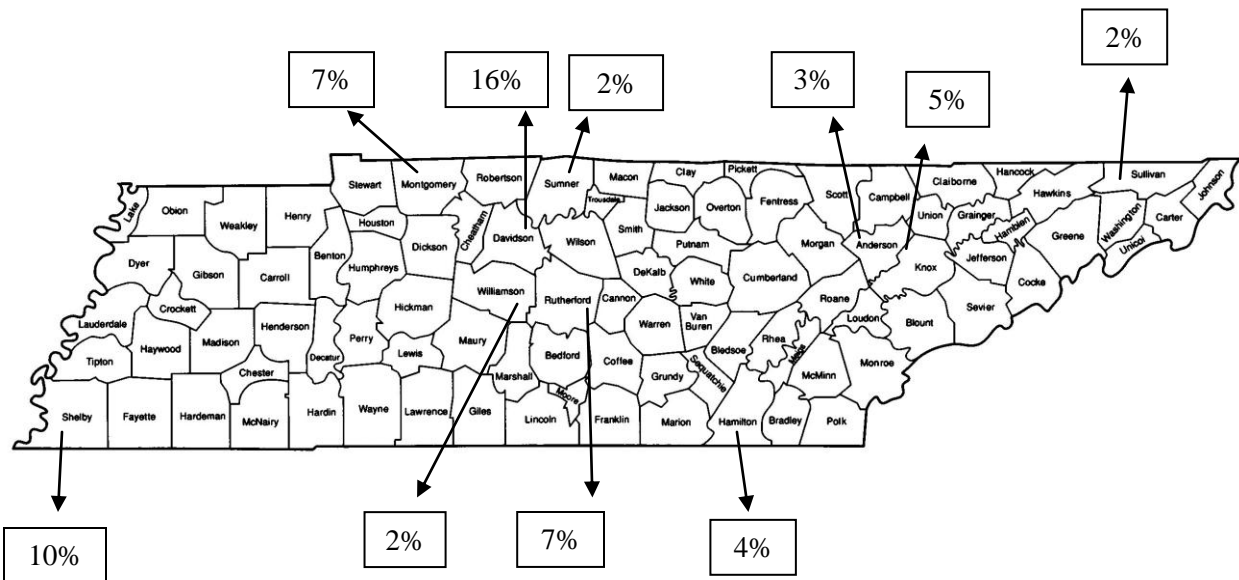 2%
7%
16%
2%
3%
5%
Stewart
Montgomery
Robertson
Sumner
Macon
Clay
Pickett
Scott
Campbell
Claiborne
Hancock
Hawkins
Sullivan
Johnson
Lake
Obion
Weakley
Henry
Houston
Cheatham
Davidson
Trousdale
Smith
Jackson
Overton
Fentress
Union
Grainger
Hamblen
Greene
Washington
Carter
Unicoi
Dyer
Gibson
Carroll
Benton
Humphreys
Dickson
Wilson
Putnam
Morgan
Anderson
Knox
Jefferson
Cocke
Crockett
Hickman
Williamson
Rutherford
Cannon
DeKalb
White
Cumberland
Roane
Loudon
Blount
Sevier
Lauderdale
Haywood
Madison
Henderson
Decatur
Perry
Lewis
Maury
Bedford
Coffee
Warren
Van
Buren
Bledsoe
Rhea
Meigs
McMinn
Monroe
Tipton
Chester
Marshall
Moore
Grundy
Sequatchie
Shelby
Fayette
Hardeman
McNairy
Hardin
Wayne
Lawrence
Giles
Lincoln
Franklin
Marion
Hamilton
Bradley
Polk
10%
2%
7%
4%